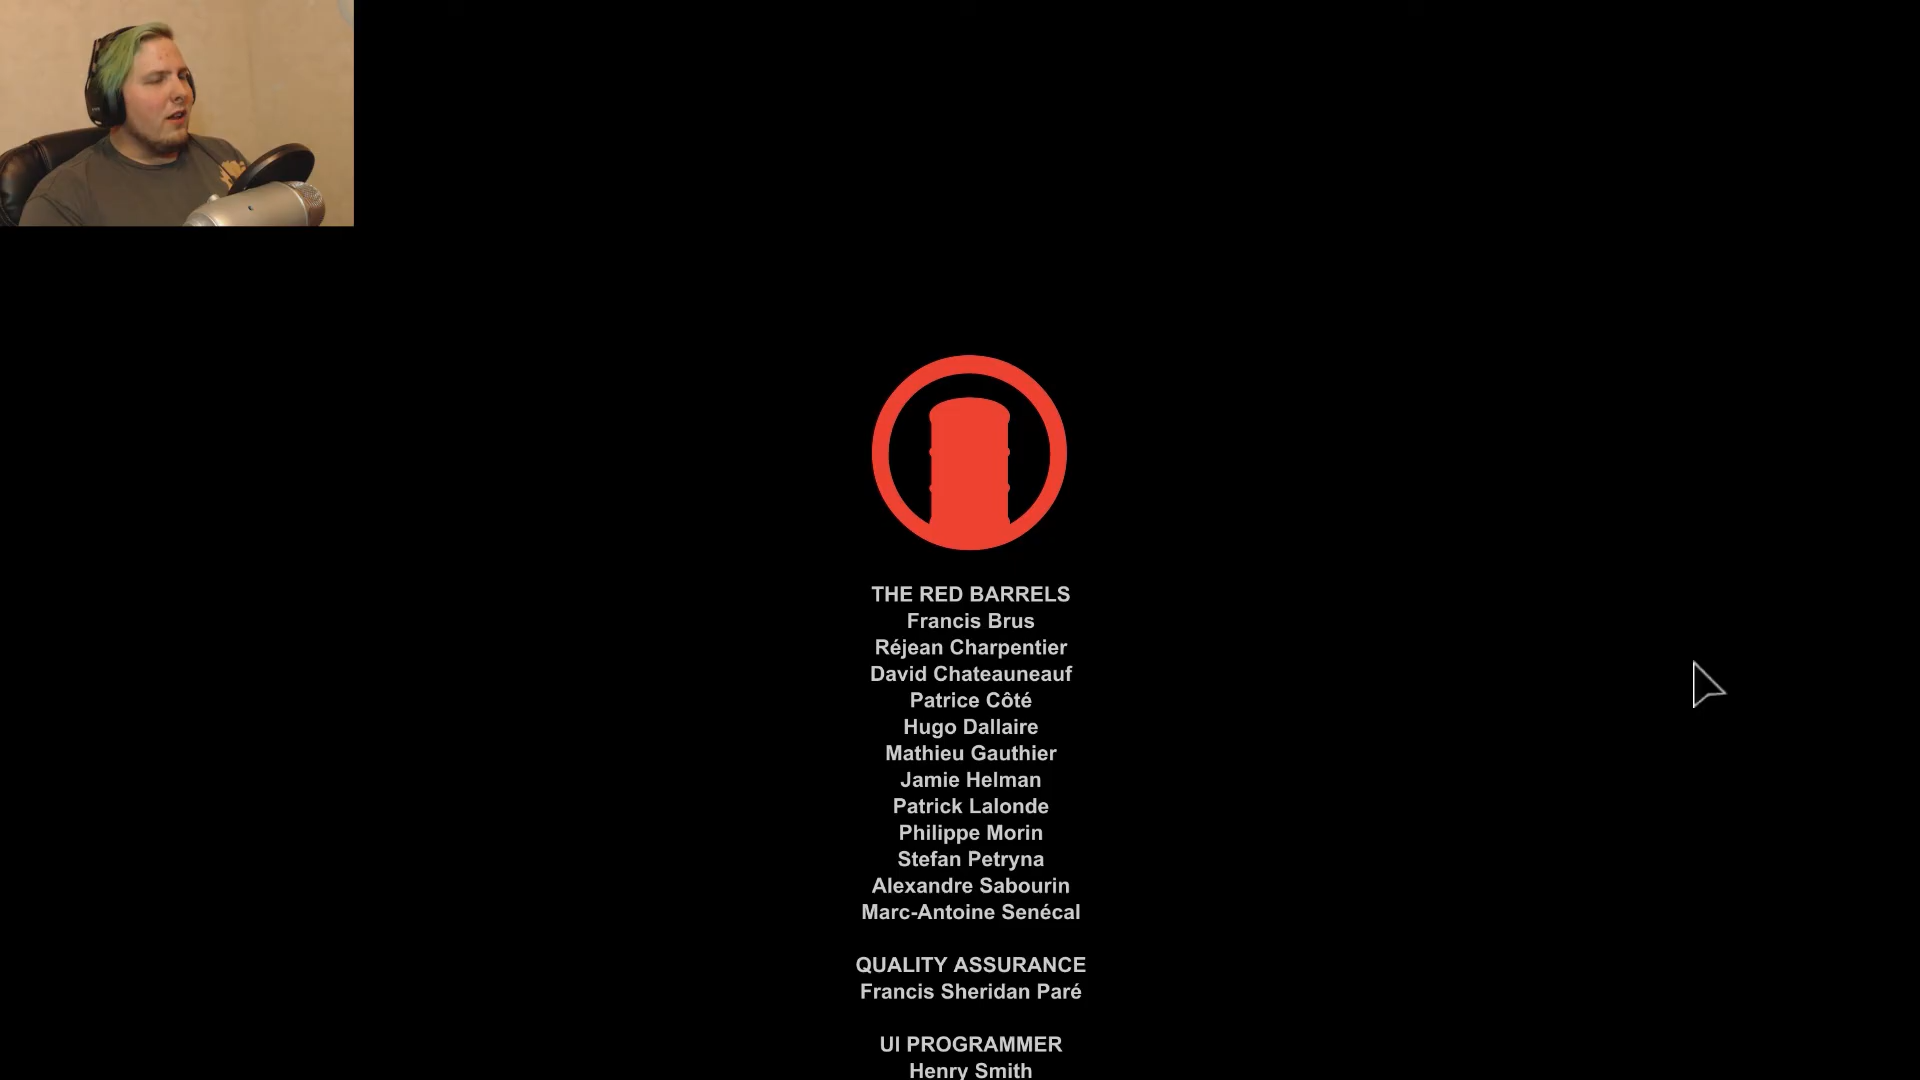 THE RED BARRELS
Francis Brus
Réjean Charpentier
David Chateauneuf
Patrice Côté
Hugo Dallaire
Mathieu Gauthier
Jamie Helman
Patrick Lalonde
Philippe Morin
Stefan Petryna
Alexandre Sabourin
Marc-Antoine Senécal
QUALITY ASSURANCE
Francis Sheridan Paré
UI PROGRAMMER
Henry Smith